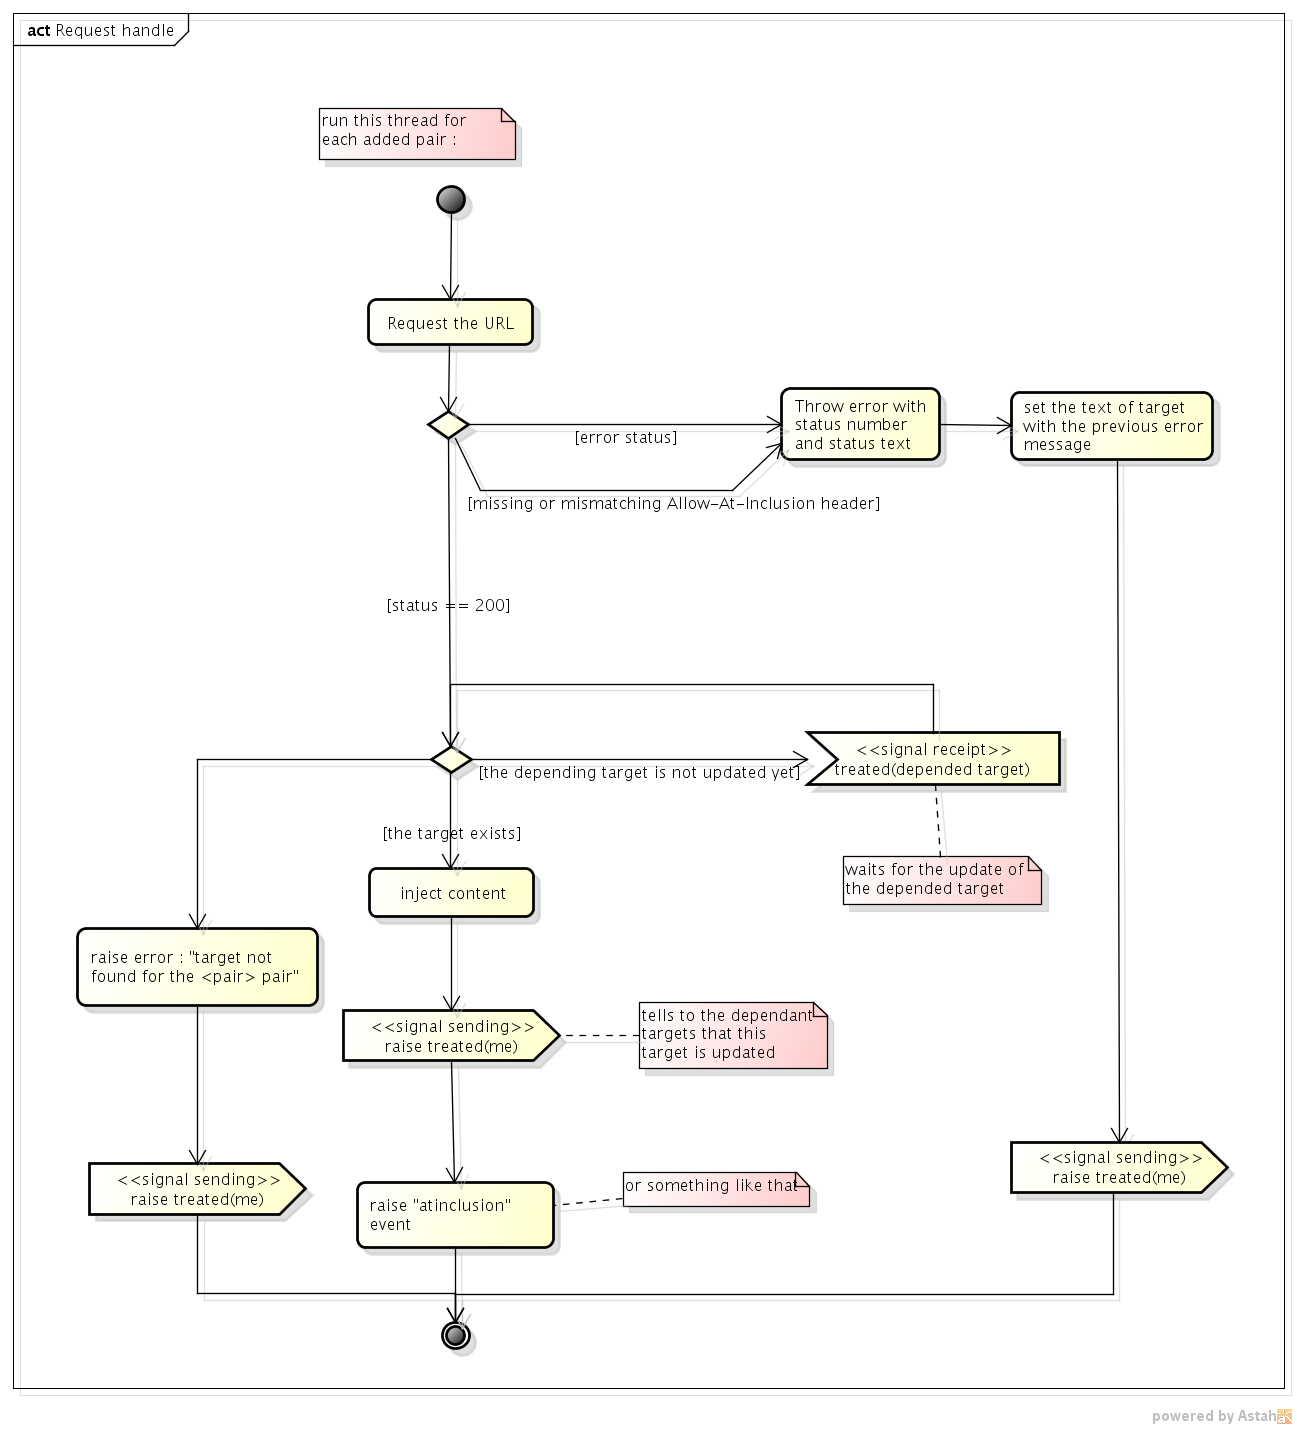 act Request handle
run this thread for
each added pair :
Request the URL
Throw error with
status number
and status text
set the text of target
with the previous error
message
[error status]
[missing or mismatching Allow-At-Inclusion header]
[status == 200]
<<signal receipt>>
treated(depended target)
[the depending target is not updated yet]
[the target exists]
waits for the update of
the depended target
inject content
raise error : "target not
found for the <pair> pair"
<<signal sending>>
raise treated(me)
tells to the dependant
targets that this
target is updated
<<signal sending>>
raise treated(me)
<<signal sending>>
raise treated(me)
raise "atinclusion"
event
or something like that
powered by Astah